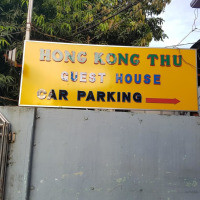 HONG KONG THU
GUEST HOUSE
CAR PARKING